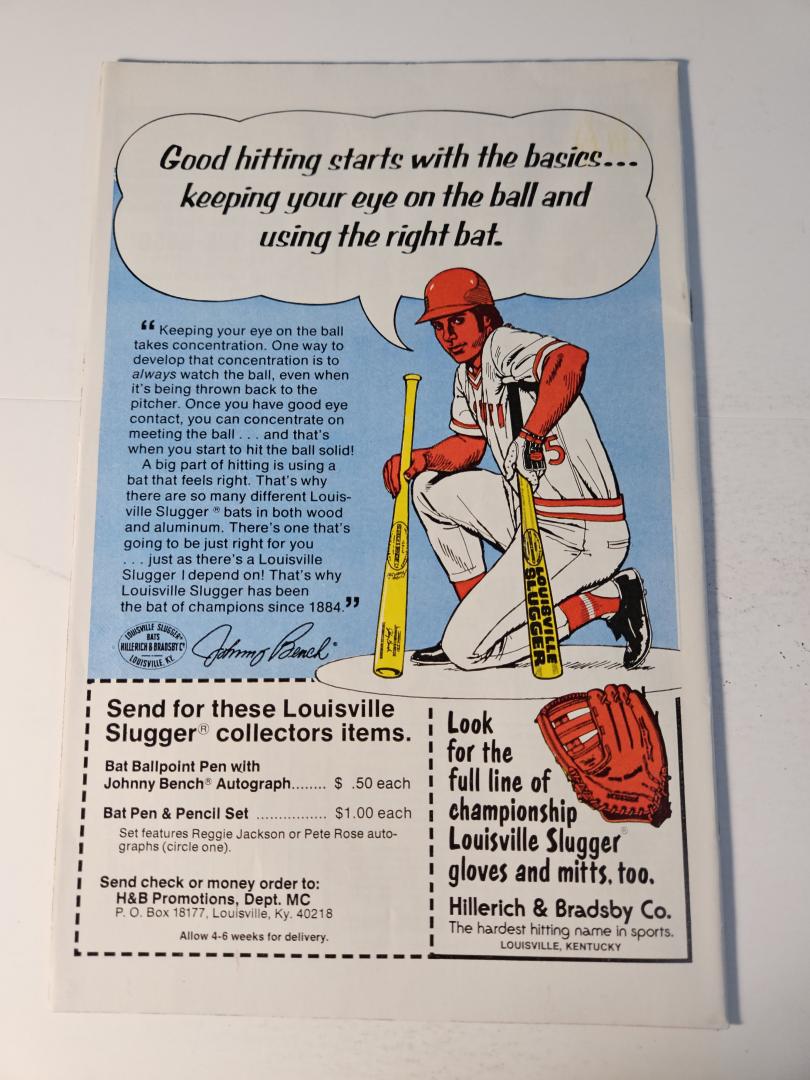 Good hitting starts with the basics...
keeping your eye on the ball and
using the right bat.
“ Keeping your eye on the ball
takes concentration. One way to
develop that concentration is to
always watch the ball, even when
it's being thrown back to the
pitcher. Once you have good eye
contact, you can concentrate on
meeting the ball . . . and that's
when you start to hit the ball solid!
A big part of hitting is using a
bat that feels right. That's why
there are so many different Louis-
ville Slugger ® bats in both wood
and aluminum. There's one that's
going to be just right for you
. . . just as there's a Louisville
Slugger I depend on! That's why
Louisville Slugger has been
the bat of champions since 1884.”
LOUISVILLE SLUGGER
BATS
HILLERICH & BRADSBY Co
LOUISVILLE, KY.
Johnny Bench
5
LOUISVILLE
SLUGGER
Send for these Louisville
Slugger® collectors items.
Bat Ballpoint Pen with
Johnny Bench® Autograph........ $ .50 each
Bat Pen & Pencil Set ................ $1.00 each
Set features Reggie Jackson or Pete Rose auto-
graphs (circle one).
Send check or money order to:
H&B Promotions, Dept. MC
P. O. Box 18177, Louisville, Ky. 40218
Allow 4-6 weeks for delivery.
Look
for the
full line of
championship
Louisville Slugger®
gloves and mitts, too.
Hillerich & Bradsby Co.
The hardest hitting name in sports.
LOUISVILLE, KENTUCKY